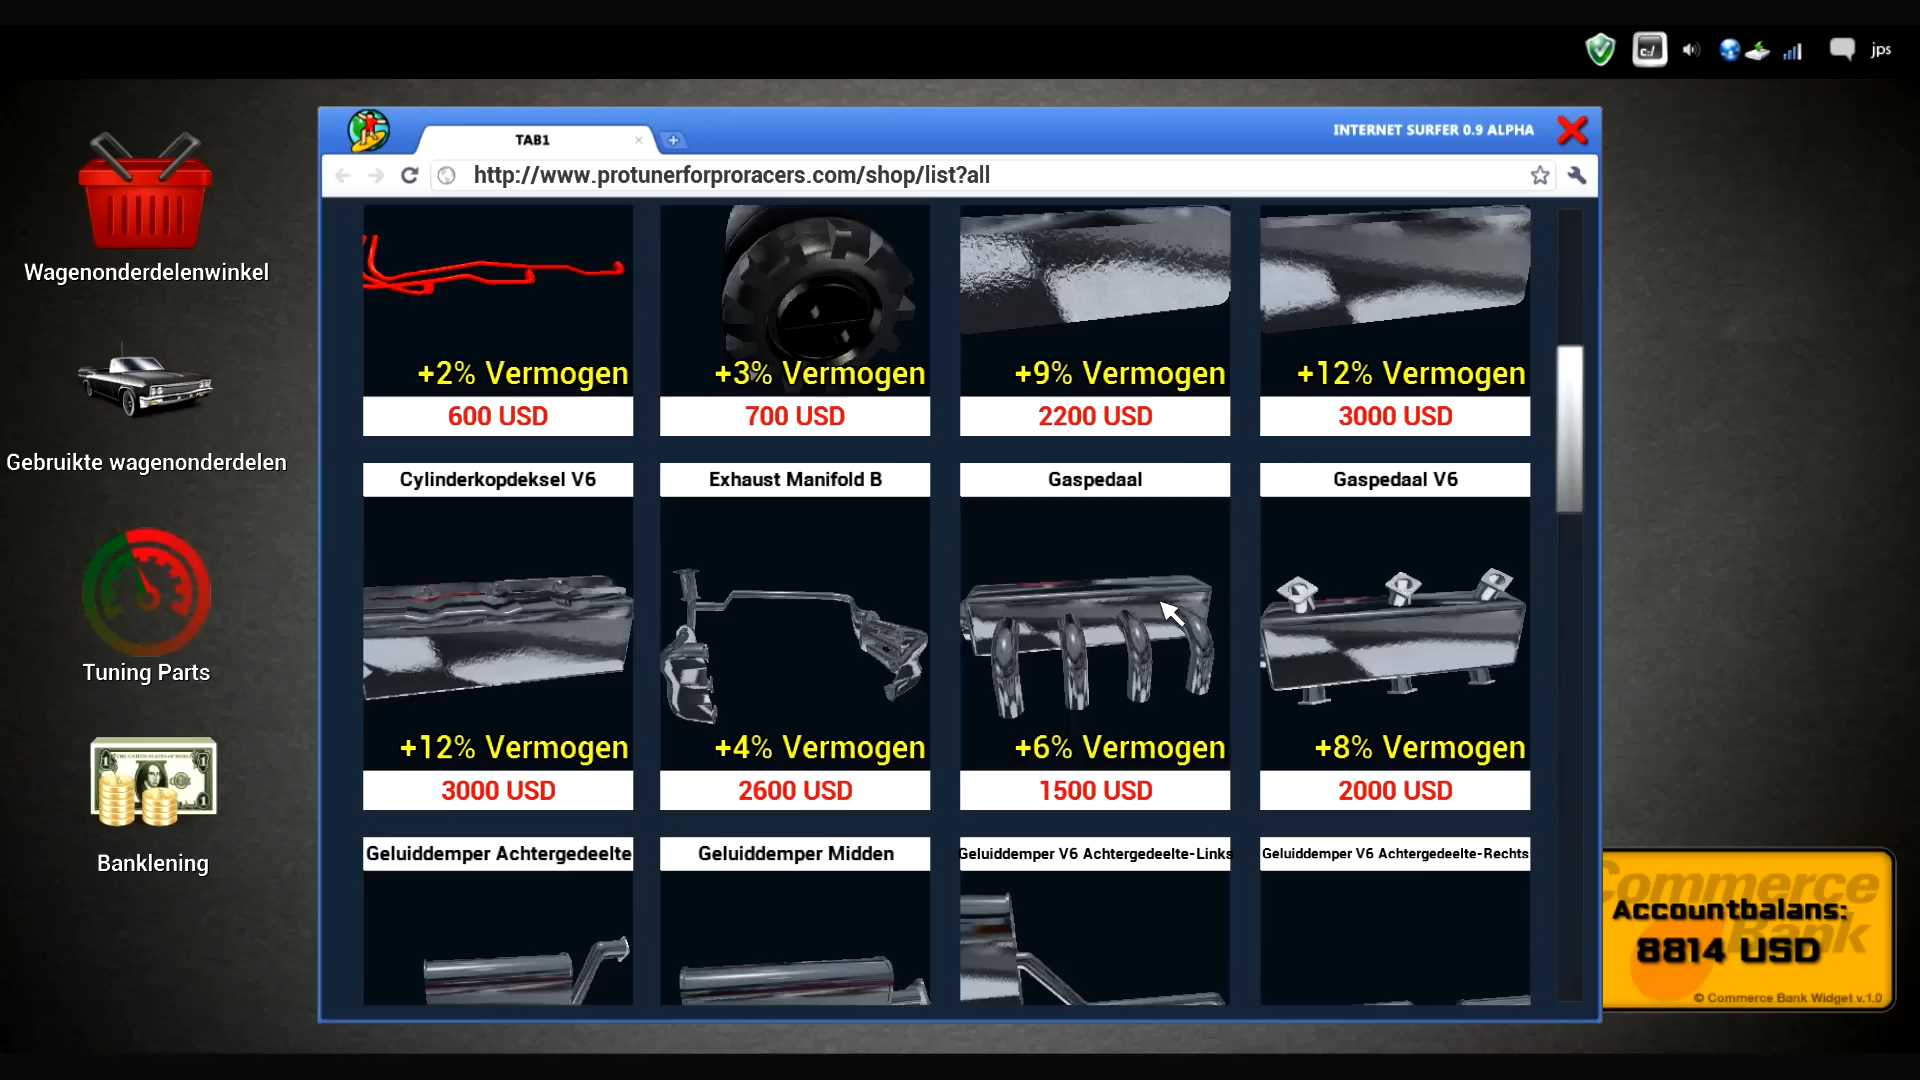 jps
TAB1
INTERNET SURFER 0.9 ALPHA
http://www.protunerforproracers.com/shop/list?all
Wagenonderdelenwinkel
Gebruikte wagenonderdelen
Tuning Parts
Banklening
+2% Vermogen
+3% Vermogen
+9% Vermogen
+12% Vermogen
600 USD
700 USD
2200 USD
3000 USD
Cylinderkopdeksel V6
Exhaust Manifold B
Gaspedaal
Gaspedaal V6
+12% Vermogen
+4% Vermogen
+6% Vermogen
+8% Vermogen
3000 USD
2600 USD
1500 USD
2000 USD
Geluiddemper Achtergedeelte
Geluiddemper Midden
Geluiddemper V6 Achtergedeelte-Links
Geluiddemper V6 Achtergedeelte-Rechts
Commerce
Bank
Accountbalans:
8814 USD
© Commerce Bank Widget v.1.0